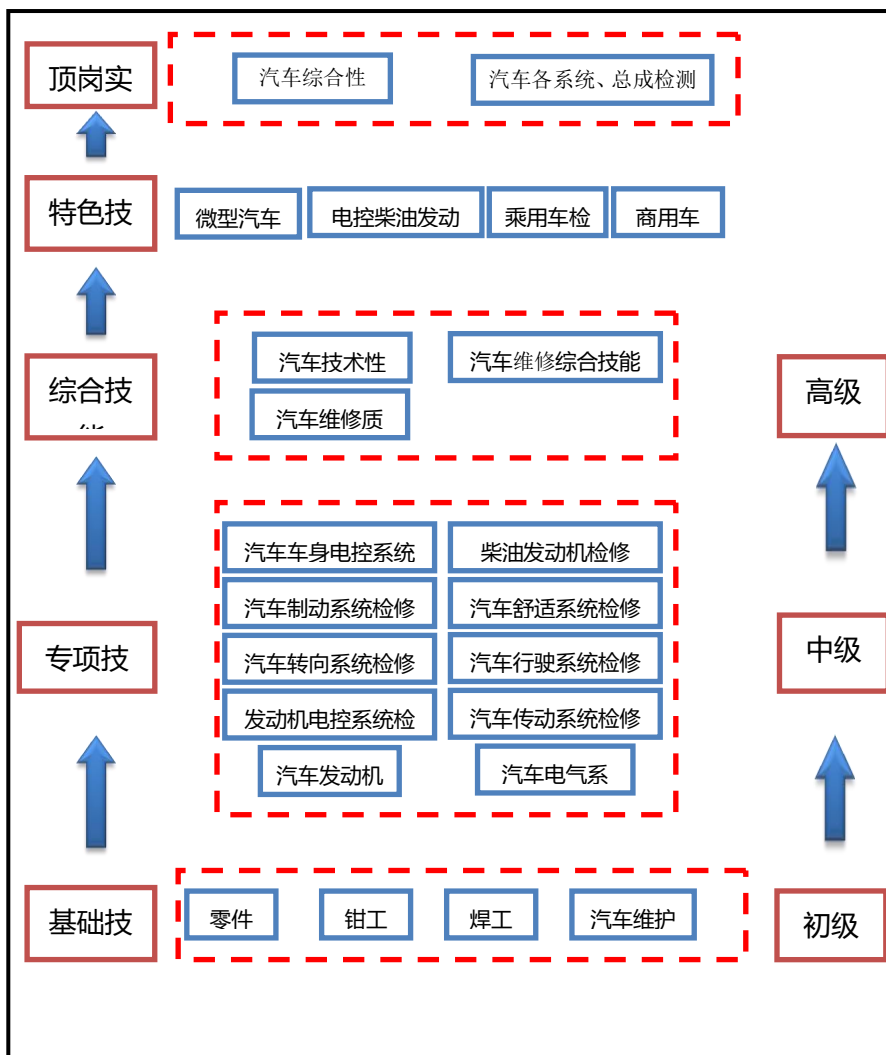 顶岗实
汽车综合性
汽车各系统、总成检测
特色技
微型汽车
电控柴油发动
乘用车检
商用车
综合技
汽车技术性
汽车维修综合技能
汽车维修质
高级
汽车车身电控系统
柴油发动机检修
汽车制动系统检修
汽车舒适系统检修
专项技
汽车转向系统检修
汽车行驶系统检修
中级
发动机电控系统检
汽车传动系统检修
汽车发动机
汽车电气系
基础技
零件
钳工
焊工
汽车维护
初级